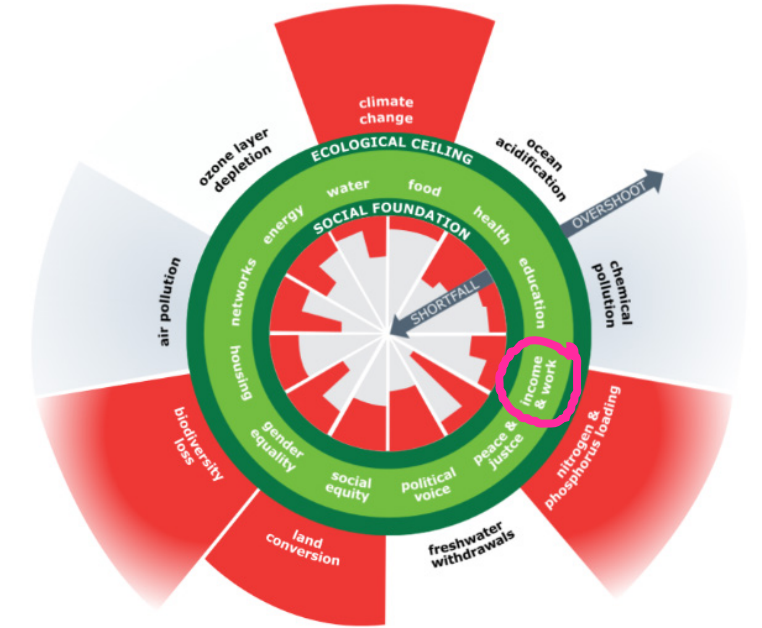 climate
change
ozone layer
depletion
ocean
acidification
ECOLOGICAL CEILING
water
food
energy
health
SOCIAL FOUNDATION
OVERSHOOT
air pollution
networks
education
chemical
pollution
SHORTFALL
housing
income
& work
biodiversity
loss
gender
equality
social
equity
political
voice
peace &
justce
nitrogen &
phosphorus loading
land
conversion
freshwater
withdrawals